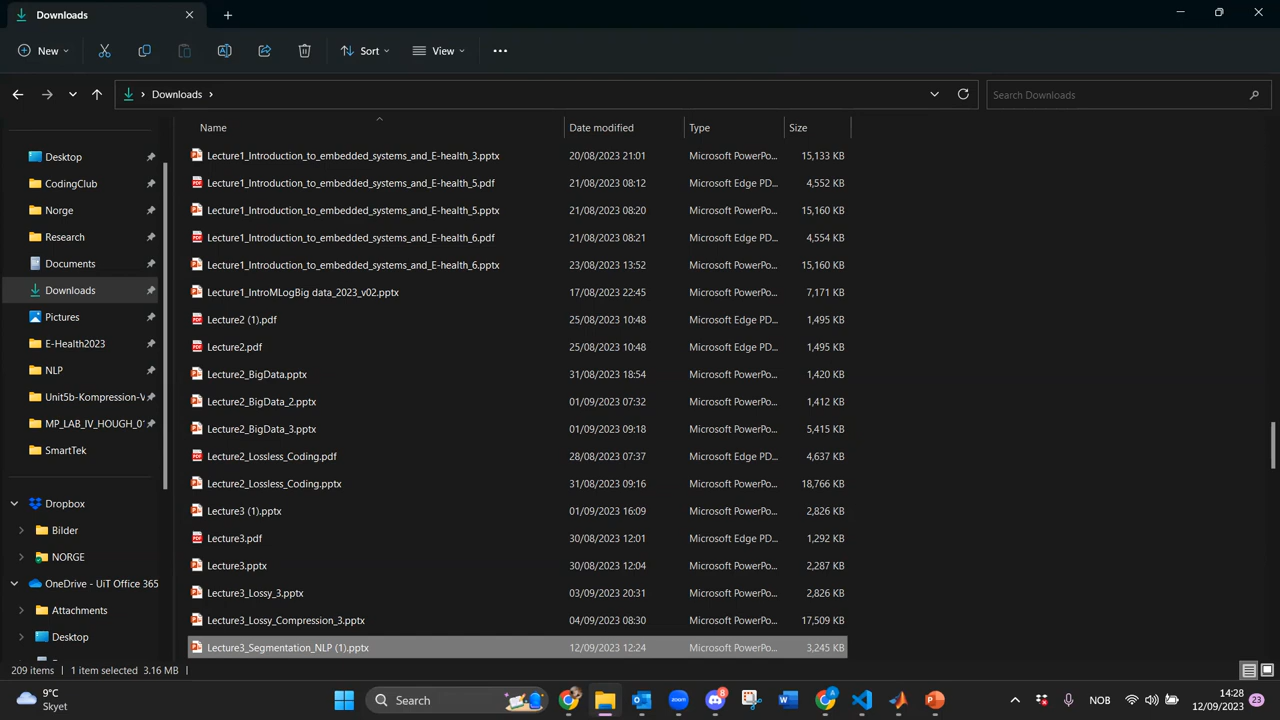 Downloads
New
Sort
View
Downloads
Search Downloads
Name Date modified Type Size
Lecture1_Introduction_to_embedded_systems_and_E-health_3.pptx 20/08/2023 21:01 Microsoft PowerPo... 15,133 KB
Lecture1_Introduction_to_embedded_systems_and_E-health_5.pdf 21/08/2023 08:12 Microsoft Edge PD... 4,552 KB
Lecture1_Introduction_to_embedded_systems_and_E-health_5.pptx 21/08/2023 08:20 Microsoft PowerPo... 15,160 KB
Lecture1_Introduction_to_embedded_systems_and_E-health_6.pdf 21/08/2023 08:21 Microsoft Edge PD... 4,554 KB
Lecture1_Introduction_to_embedded_systems_and_E-health_6.pptx 23/08/2023 13:52 Microsoft PowerPo... 15,160 KB
Lecture1_IntroMLogBig data_2023_v02.pptx 17/08/2023 22:45 Microsoft PowerPo... 7,171 KB
Lecture2 (1).pdf 25/08/2023 10:48 Microsoft Edge PD... 1,495 KB
Lecture2.pdf 25/08/2023 10:48 Microsoft Edge PD... 1,495 KB
Lecture2_BigData.pptx 31/08/2023 18:54 Microsoft PowerPo... 1,420 KB
Lecture2_BigData_2.pptx 01/09/2023 07:32 Microsoft PowerPo... 1,412 KB
Lecture2_BigData_3.pptx 01/09/2023 09:18 Microsoft PowerPo... 5,415 KB
Lecture2_Lossless_Coding.pdf 28/08/2023 07:37 Microsoft Edge PD... 4,637 KB
Lecture2_Lossless_Coding.pptx 31/08/2023 09:16 Microsoft PowerPo... 18,766 KB
Lecture3 (1).pptx 01/09/2023 16:09 Microsoft PowerPo... 2,826 KB
Lecture3.pdf 30/08/2023 12:01 Microsoft Edge PD... 1,292 KB
Lecture3.pptx 30/08/2023 12:04 Microsoft PowerPo... 2,287 KB
Lecture3_Lossy_3.pptx 03/09/2023 20:31 Microsoft PowerPo... 2,826 KB
Lecture3_Lossy_Compression_3.pptx 04/09/2023 08:30 Microsoft PowerPo... 17,509 KB
Lecture3_Segmentation_NLP (1).pptx 12/09/2023 12:24 Microsoft PowerPo... 3,245 KB
Desktop
CodingClub
Norge
Research
Documents
Downloads
Pictures
E-Health2023
NLP
Unit5b-Kompression-V
MP_LAB_IV_HOUGH_0
SmartTek
Dropbox
Bilder
NORGE
OneDrive - UiT Office 365
Attachments
Desktop
209 items 1 item selected 3.16 MB
9°C
Skyet
Search
8
NOB
14:28
12/09/2023
23